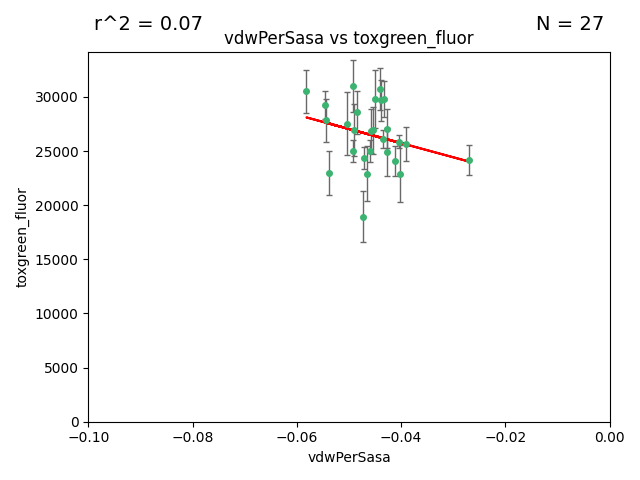 r^2 = 0.07
N = 27
vdwPerSasa vs toxgreen_fluor
toxgreen_fluor
30000
25000
20000
15000
10000
5000
0
−0.10
−0.08
−0.06
−0.04
−0.02
0.00
vdwPerSasa